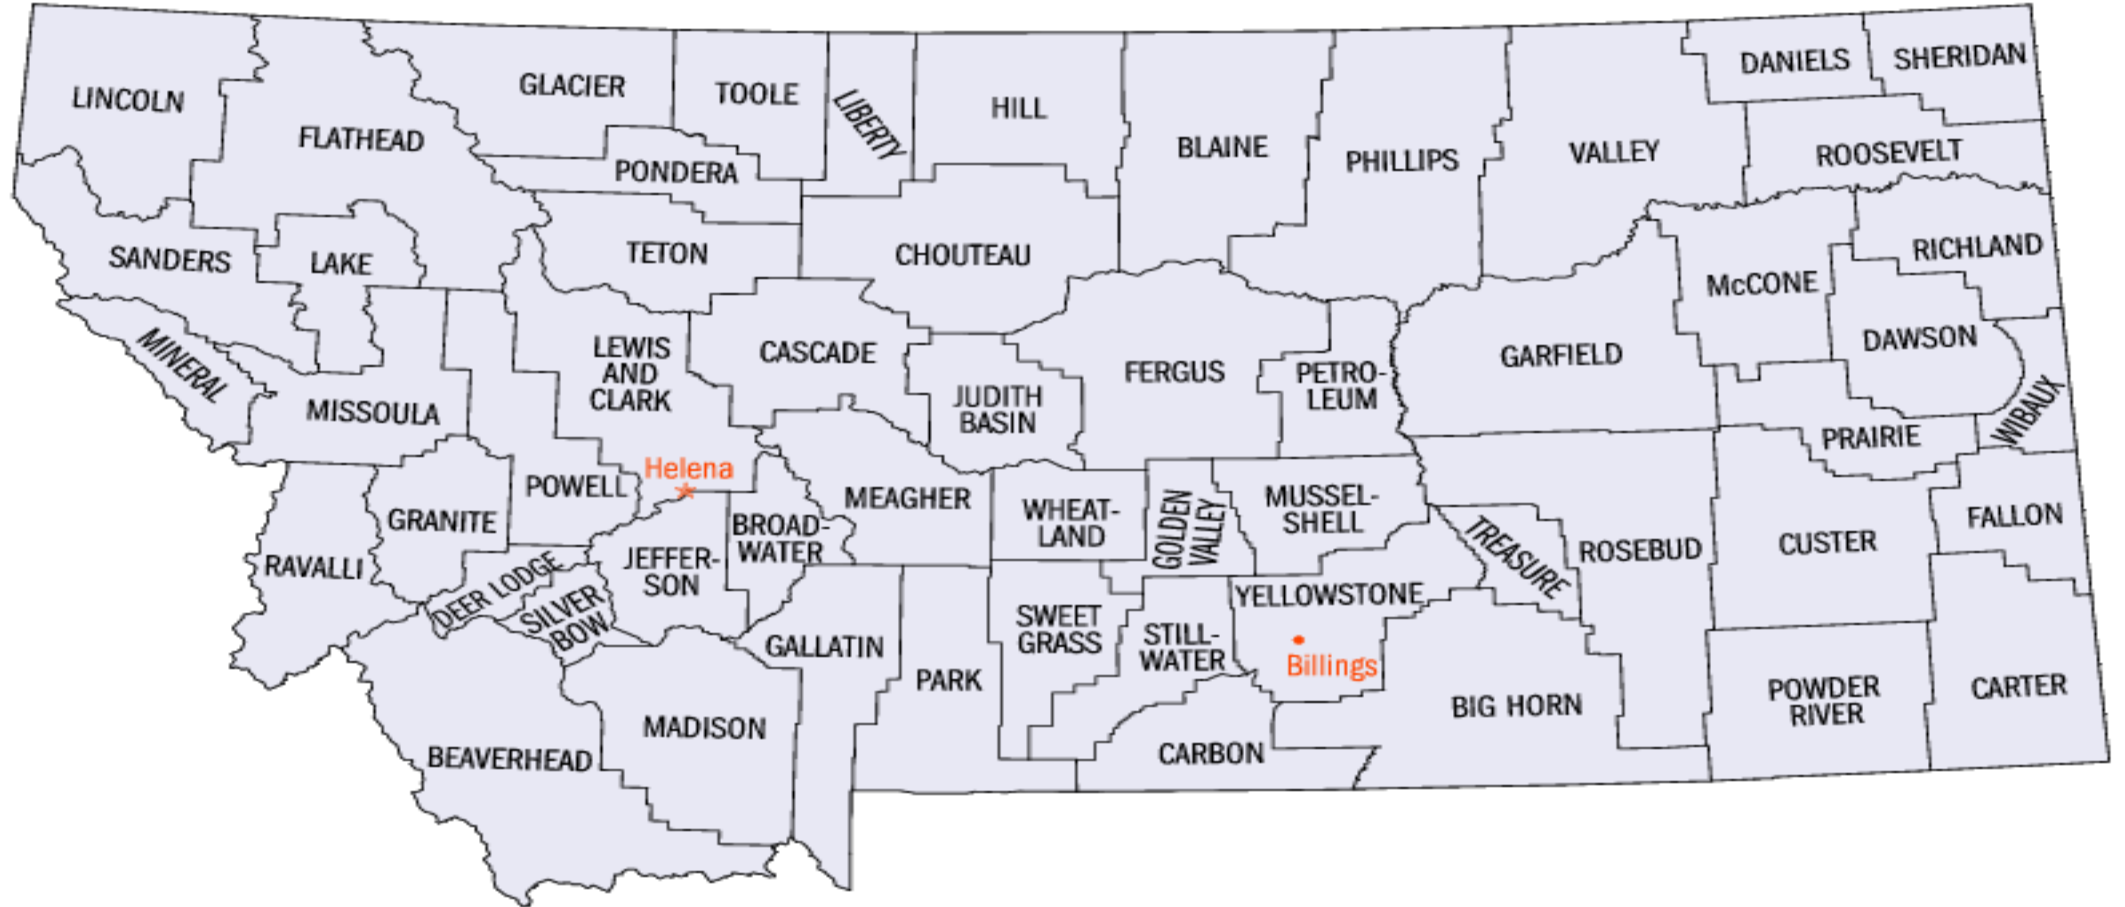 LINCOLN
FLATHEAD
GLACIER
TOOLE
LIBERTY
HILL
BLAINE
PHILLIPS
VALLEY
DANIELS
SHERIDAN
PONDERA
ROOSEVELT
SANDERS
LAKE
TETON
CHOUTEAU
McCONE
RICHLAND
MINERAL
MISSOULA
LEWIS
AND
CLARK
CASCADE
JUDITH
BASIN
FERGUS
PETRO-
LEUM
GARFIELD
DAWSON
WIBAUX
PRAIRIE
Helena
POWELL
GRANITE
RAVALLI
DEER LODGE
SILVER
BOW
JEFFER-
SON
BROAD-
WATER
MEAGHER
WHEAT-
LAND
GOLDEN
VALLEY
MUSSEL-
SHELL
TREASURE
ROSEBUD
CUSTER
FALLON
GALLATIN
PARK
SWEET
GRASS
STILL-
WATER
YELLOWSTONE
Billings
BEAVERHEAD
MADISON
CARBON
BIG HORN
POWDER
RIVER
CARTER